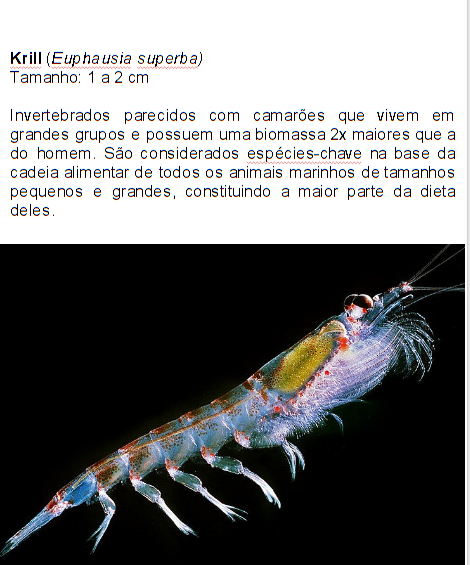 Krill (Euphausia superba)
Tamanho: 1 a 2 cm
Invertebrados parecidos com camarões que vivem em
grandes grupos e possuem uma biomassa 2x maiores que a
do homem. São considerados espécies-chave na base da
cadeia alimentar de todos os animais marinhos de tamanhos
pequenos e grandes, constituindo a maior parte da dieta
deles.